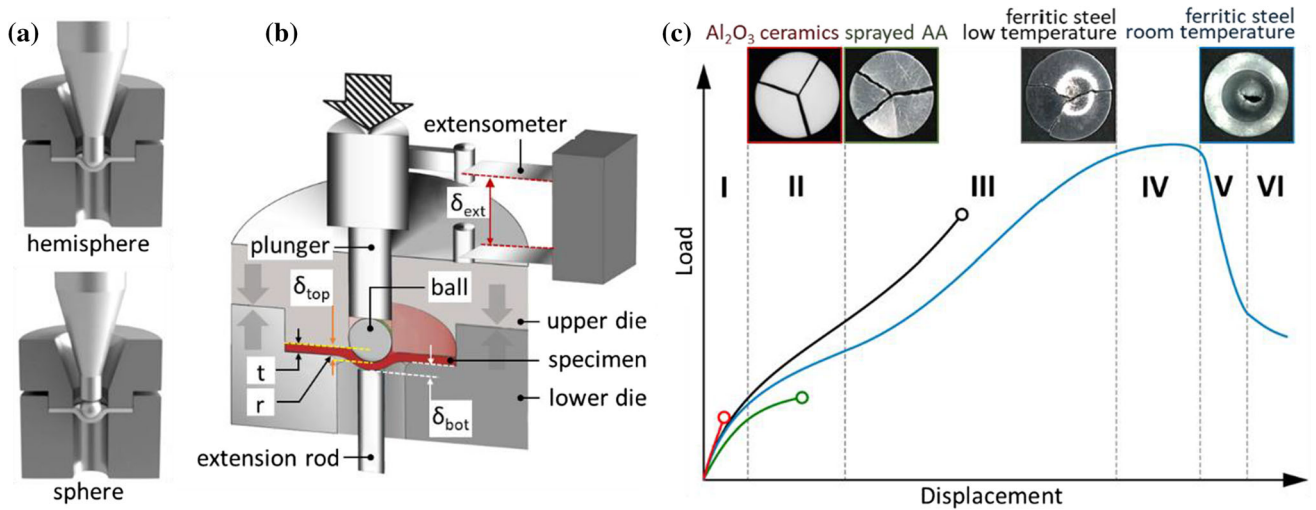 (a)
hemisphere
sphere
(b)
extensometer
δext
plunger
δtop
ball
upper die
specimen
t
r
lower die
δbot
extension rod
(c)
Al2O3 ceramics
sprayed AA
ferritic steel
low temperature
ferritic steel
room temperature
I
II
III
IV
V
VI
Load
Displacement